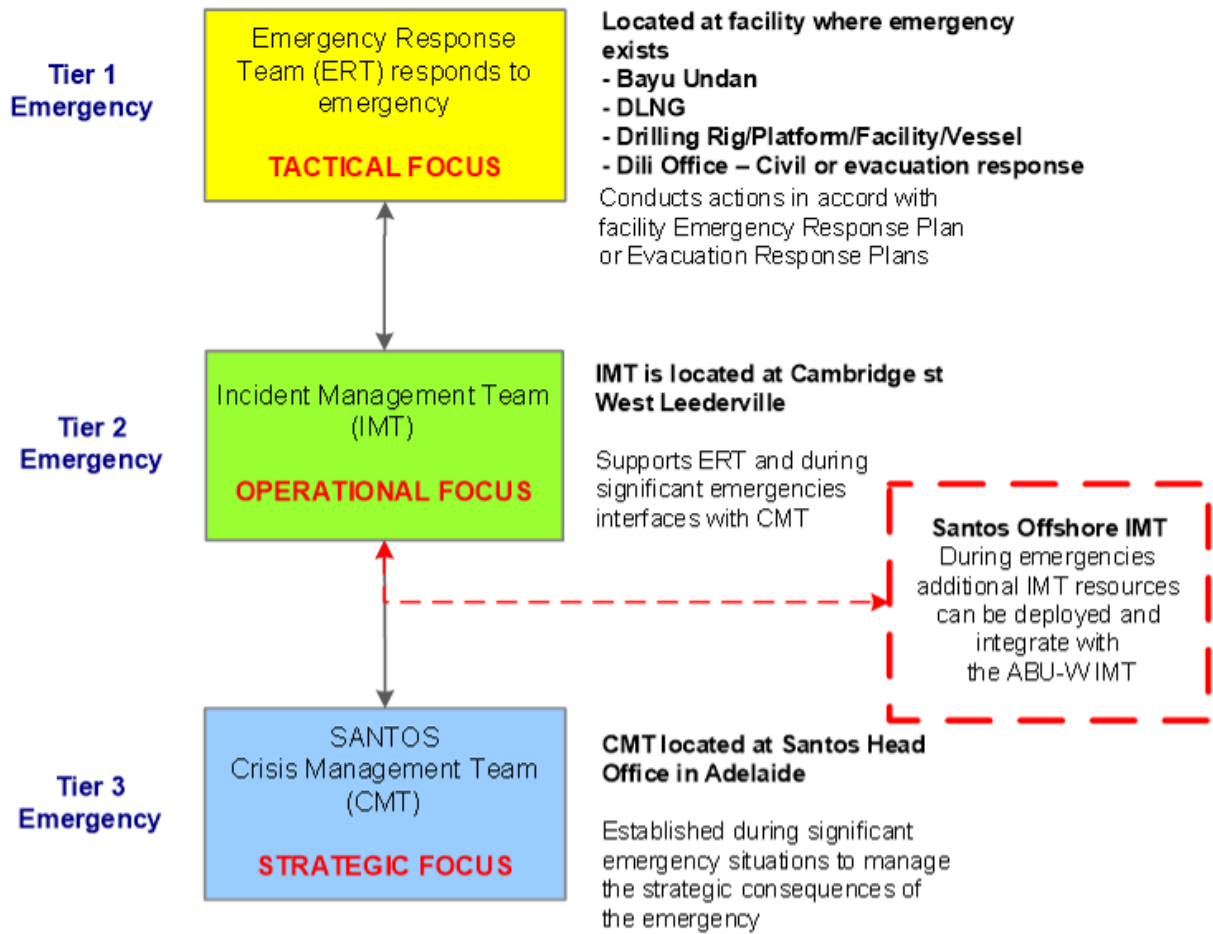 Tier 1
Emergency
Emergency Response
Team (ERT) responds to
emergency
TACTICAL FOCUS
Located at facility where emergency
exists
- Bayu Undan
- DLNG
- Drilling Rig/Platform/Facility/Vessel
- Dili Office – Civil or evacuation response
Conducts actions in accord with
facility Emergency Response Plan
or Evacuation Response Plans
Tier 2
Emergency
Incident Management Team
(IMT)
OPERATIONAL FOCUS
IMT is located at Cambridge st
West Leederville
Supports ERT and during
significant emergencies
interfaces with CMT
Santos Offshore IMT
During emergencies
additional IMT resources
can be deployed and
integrate with
the ABU-W IMT
Tier 3
Emergency
SANTOS
Crisis Management Team
(CMT)
STRATEGIC FOCUS
CMT located at Santos Head
Office in Adelaide
Established during significant
emergency situations to manage
the strategic consequences of
the emergency